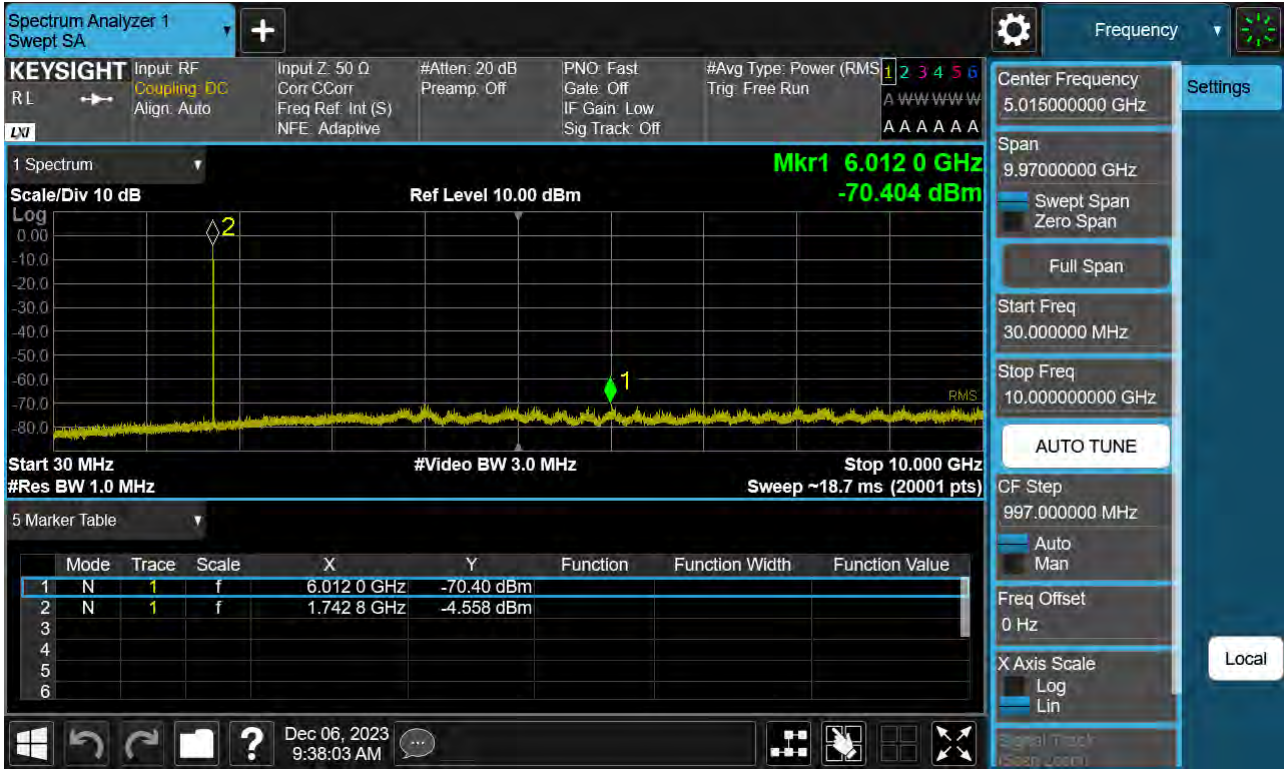 Spectrum Analyzer 1
Swept SA
+
Frequency
KEYSIGHT
RL
LXI
Input: RF
Coupling: DC
Align: Auto
Input Z: 50 Ω
Corr CCorr
Freq Ref: Int (S)
NFE: Adaptive
#Atten: 20 dB
Preamp: Off
PNO: Fast
Gate: Off
IF Gain: Low
Sig Track: Off
#Avg Type: Power (RMS
Trig: Free Run
1 2 3 4 5 6
A W W W W W
A A A A A A
1 Spectrum
Mkr1 6.012 0 GHz
-70.404 dBm
Scale/Div 10 dB
Ref Level 10.00 dBm
Log
0.00
-10.0
-20.0
-30.0
-40.0
-50.0
-60.0
-70.0
-80.0
2
1
RMS
Start 30 MHz
#Video BW 3.0 MHz
Stop 10.000 GHz
#Res BW 1.0 MHz
Sweep ~18.7 ms (20001 pts)
5 Marker Table
Mode Trace Scale X Y Function Function Width Function Value
1 N 1 f 6.012 0 GHz -70.40 dBm
2 N 1 f 1.742 8 GHz -4.558 dBm
3
4
5
6
Center Frequency
5.015000000 GHz
Settings
Span
9.97000000 GHz
Swept Span
Zero Span
Full Span
Start Freq
30.000000 MHz
Stop Freq
10.000000000 GHz
AUTO TUNE
CF Step
997.000000 MHz
Auto
Man
Freq Offset
0 Hz
X Axis Scale
Log
Lin
Signal Track
(Span Zoom)
Local
?
Dec 06, 2023
9:38:03 AM